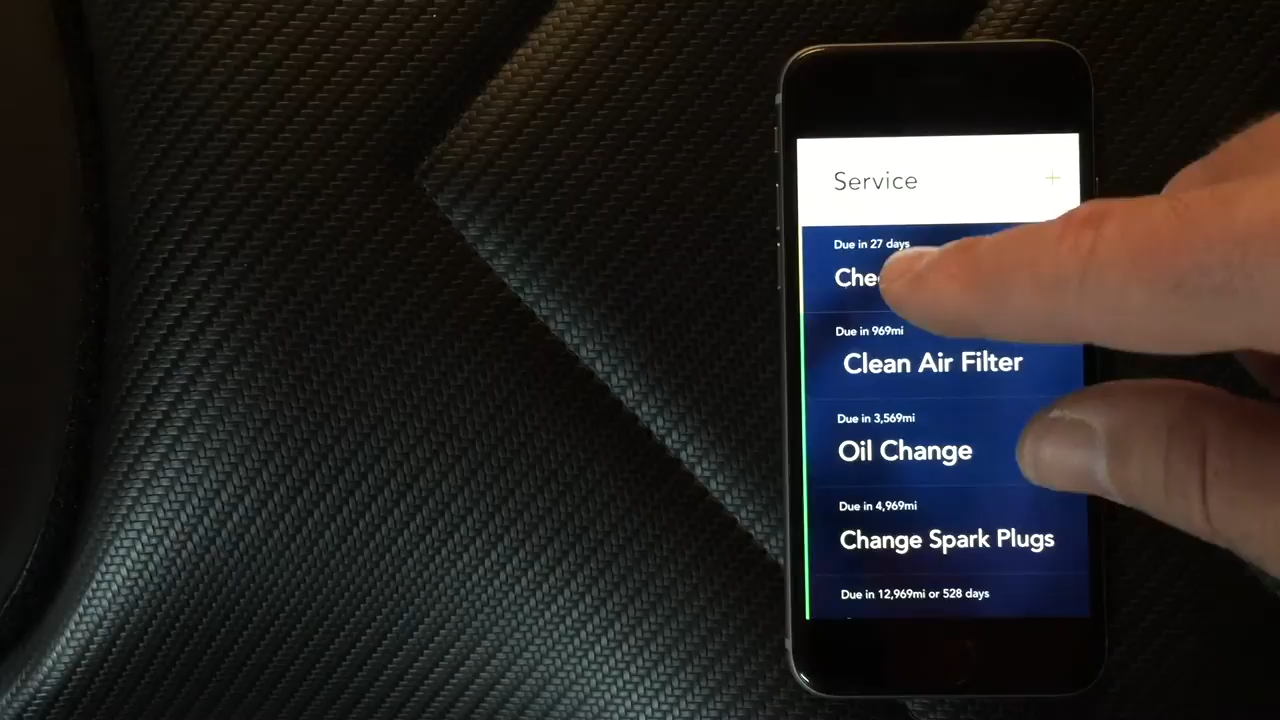 Service
+
Due in 27 days
Due in 969mi
Clean Air Filter
Due in 3,569mi
Oil Change
Due in 4,969mi
Change Spark Plugs
Due in 12,969mi or 528 days